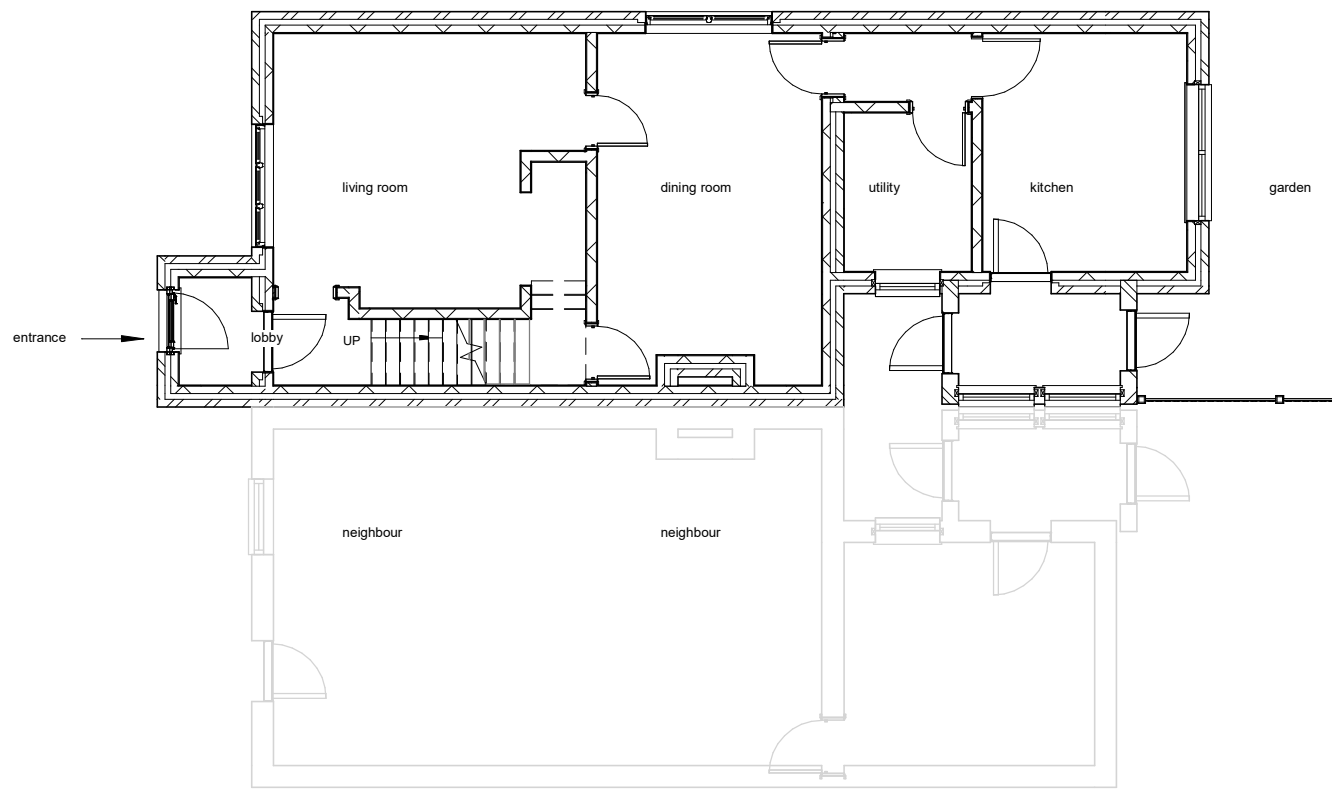 living room
dining room
utility
kitchen
garden
entrance
lobby
UP
neighbour
neighbour